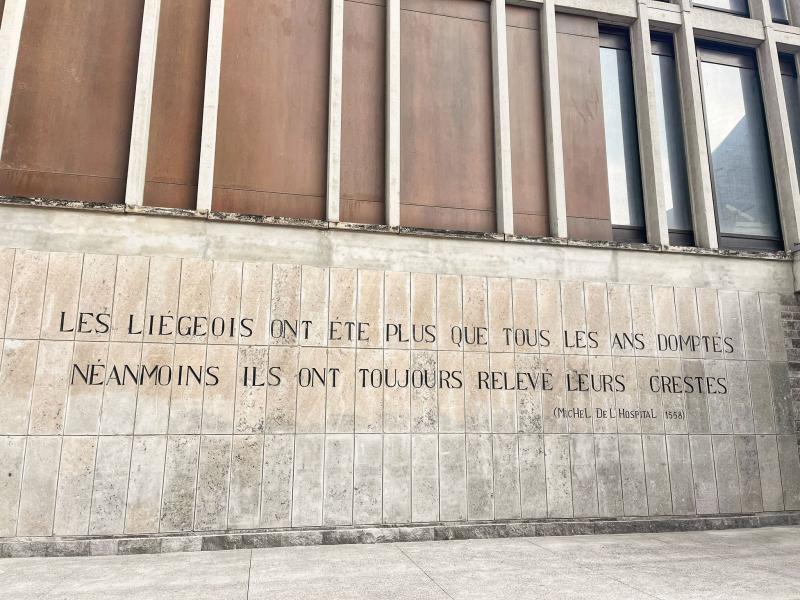 LES LIÉGEOIS ONT ÉTE PLUS QUE TOUS LES ANS DOMPTÉS
NÉANMOINS ILS ONT TOUJOURS RELEVÉ LEURS CRESTES
(MICHEL DE L'HOSPITAL 1558)